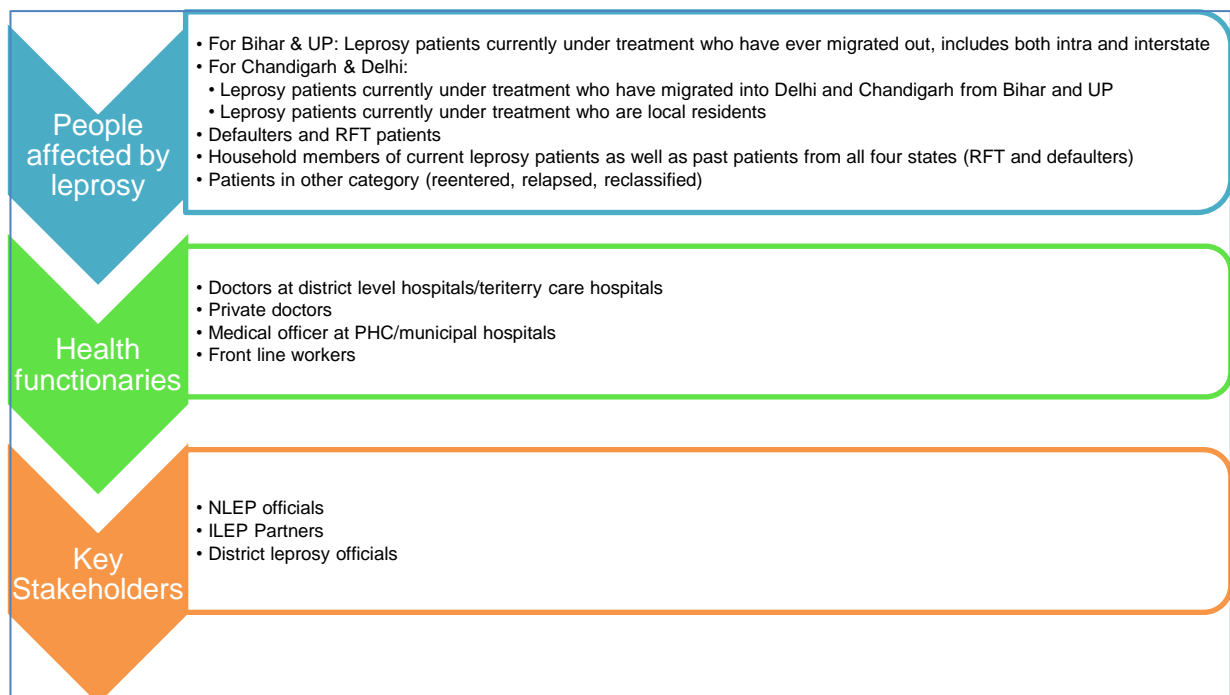 People
affected by
leprosy
• For Bihar & UP: Leprosy patients currently under treatment who have ever migrated out, includes both intra and interstate
• For Chandigarh & Delhi:
• Leprosy patients currently under treatment who have migrated into Delhi and Chandigarh from Bihar and UP
• Leprosy patients currently under treatment who are local residents
• Defaulters and RFT patients
• Household members of current leprosy patients as well as past patients from all four states (RFT and defaulters)
• Patients in other category (reentered, relapsed, reclassified)
Health
functionaries
• Doctors at district level hospitals/teriterry care hospitals
• Private doctors
• Medical officer at PHC/municipal hospitals
• Front line workers
Key
Stakeholders
• NLEP officials
• ILEP Partners
• District leprosy officials